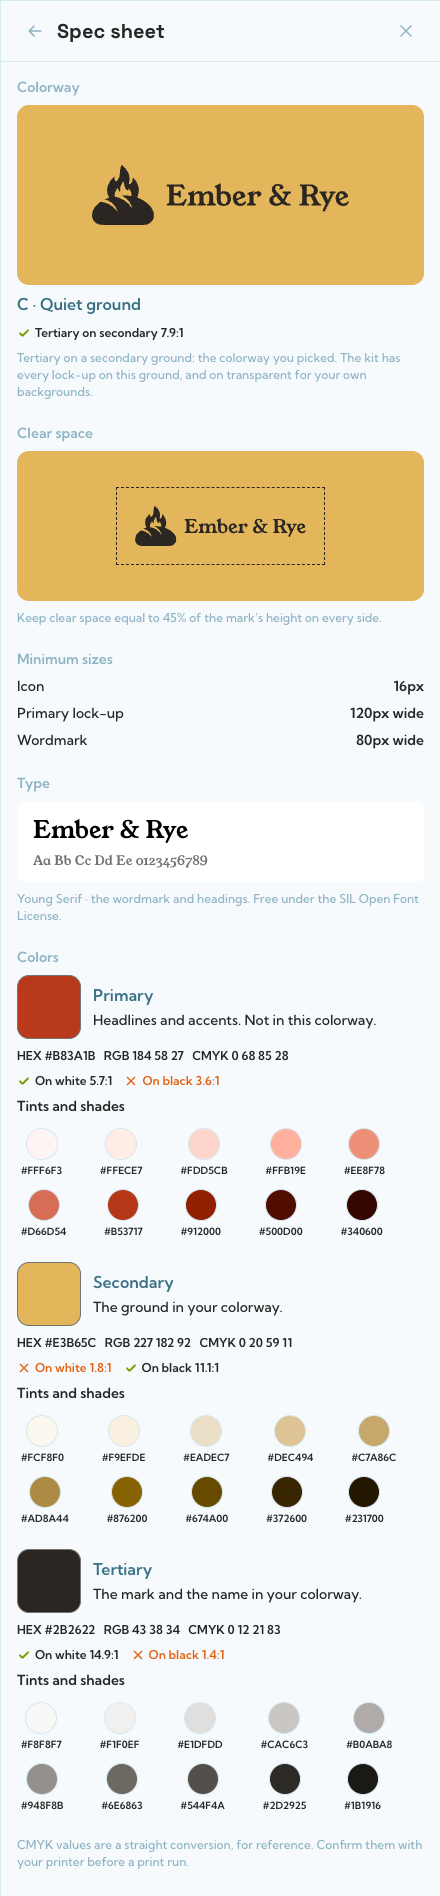 Spec sheet
Colorway
Ember & Rye
C · Quiet ground
Tertiary on secondary 7.9:1
Tertiary on a secondary ground: the colorway you picked. The kit has
every lock-up on this ground, and on transparent for your own
backgrounds.
Clear space
Ember & Rye
Keep clear space equal to 45% of the mark's height on every side.
Minimum sizes
Icon 16px
Primary lock-up 120px wide
Wordmark 80px wide
Type
Ember & Rye
Aa Bb Cc Dd Ee 0123456789
Young Serif · the wordmark and headings. Free under the SIL Open Font
License.
Colors
Primary
Headlines and accents. Not in this colorway.
HEX #B83A1B RGB 184 58 27 CMYK 0 68 85 28
On white 5.7:1 On black 3.6:1
Tints and shades
#FFF6F3 #FFECE7 #FDD5CB #FFB19E #EE8F78
#D66D54 #B53717 #912000 #500D00 #340600
Secondary
The ground in your colorway.
HEX #E3B65C RGB 227 182 92 CMYK 0 20 59 11
On white 1.8:1 On black 11.1:1
Tints and shades
#FCF8F0 #F9EFDE #EADEC7 #DEC494 #C7A86C
#AD8A44 #876200 #674A00 #372600 #231700
Tertiary
The mark and the name in your colorway.
HEX #2B2622 RGB 43 38 34 CMYK 0 12 21 83
On white 14.9:1 On black 1.4:1
Tints and shades
#F8F8F7 #F1F0EF #E1DFDD #CAC6C3 #B0ABA8
#948F8B #6E6863 #544F4A #2D2925 #1B1916
CMYK values are a straight conversion, for reference. Confirm them with
your printer before a print run.